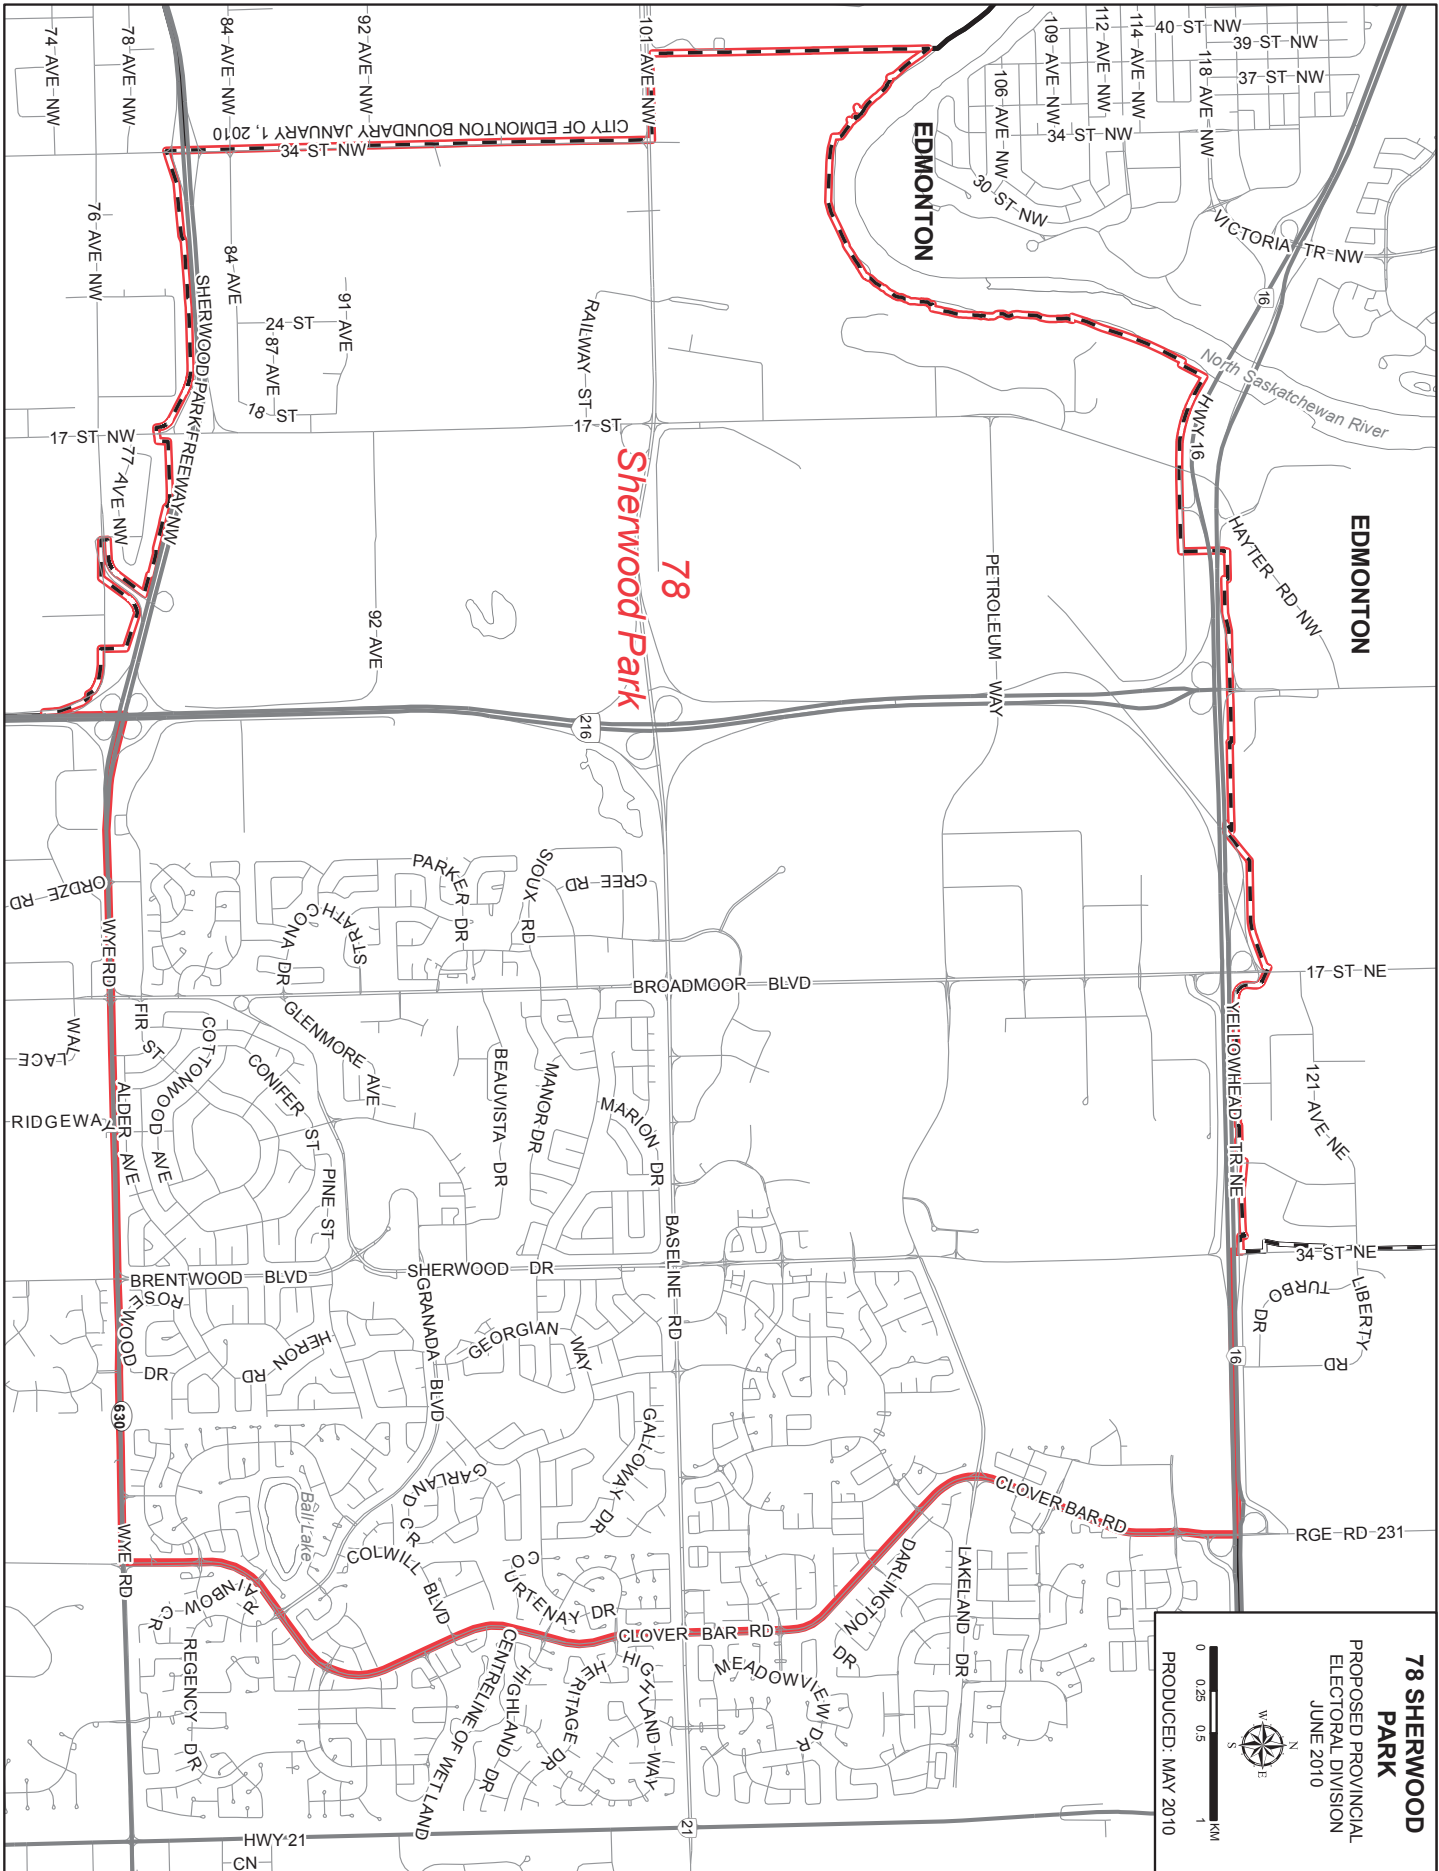 78 SHERWOOD
PARK
PROPOSED PROVINCIAL
ELECTORAL DIVISION
JUNE 2010
N
W
E
S
0
0.25
0.5
1
KM
PRODUCED: MAY 2010
EDMONTON
EDMONTON
78
Sherwood Park
North Saskatchewan River
Ball Lake
CITY OF EDMONTON BOUNDARY JANUARY 1, 2010
40 ST NW
39 ST NW
37 ST NW
34 ST NW
30 ST NW
118 AVE NW
114 AVE NW
112 AVE NW
109 AVE NW
106 AVE NW
VICTORIA TR NW
16
HWY 16
HAYTER RD NW
101 AVE NW
92 AVE NW
84 AVE NW
78 AVE NW
74 AVE NW
34 ST NW
76 AVE NW
84 AVE
91 AVE
24 ST
87 AVE
18 ST
RAILWAY ST
17 ST
17 ST NW
77 AVE NW
SHERWOOD PARK FREEWAY NW
92 AVE
PETROLEUM WAY
216
17 ST NE
121 AVE NE
YELLOWHEAD TR NE
34 ST NE
TURBO
DR
LIBERTY
RD
16
RGE RD 231
ORDZE RD
WYE RD
PARKER DR
STRATH
CONA DR
SIOUX RD
CREE RD
BROADMOOR BLVD
WAL
LACE
FIR ST
COTTONWOOD AVE
GLENMORE AVE
CONIFER ST
BEAUVISTA DR
MANOR DR
MARION DR
RIDGEWAY
ALDER AVE
PINE ST
BASELINE RD
BRENTWOOD BLVD
SHERWOOD DR
ROSE
WOOD
DR
HERON
RD
GRANADA BLVD
GEORGIAN
WAY
GALLOWAY DR
GARLAND CR
630
WYE RD
COLWILL BLVD
COURTENAY DR
CLOVER BAR RD
DARLINGTON
DR
LAKELAND DR
CLOVER BAR RD
RAINBOW CR
REGENCY DR
CENTRELINE OF WETLAND
HIGHLAND DR
HERITAGE DR
HIGHLAND WAY
MEADOWVIEW DR
HWY 21
21
CN